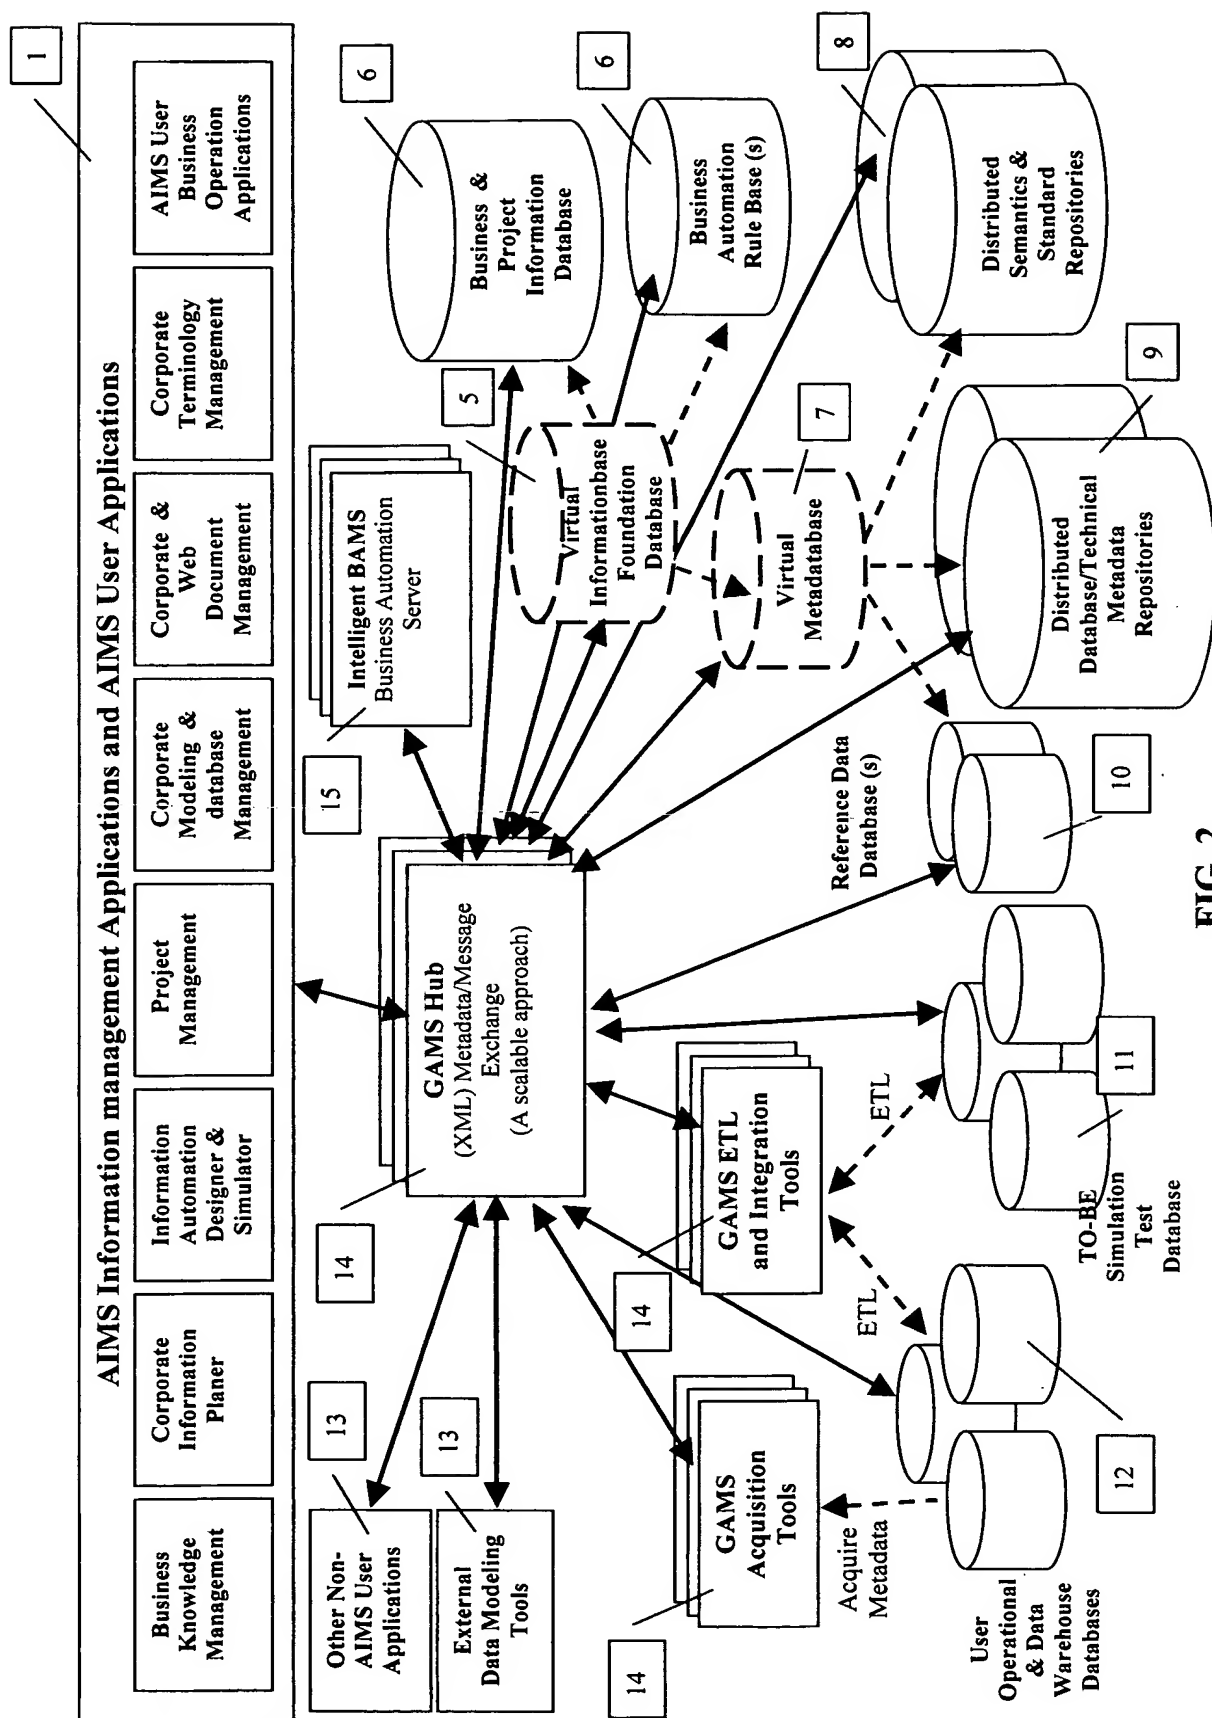 AIMS Information management Applications and AIMS User Applications
1
Business
Knowledge
Management
Corporate
Information
Planer
Information
Automation
Designer &
Simulator
Project
Management
Corporate
Modeling &
database
Management
Corporate &
Web
Document
Management
Corporate
Terminology
Management
AIMS User
Business
Operation
Applications
Other Non-
AIMS User
Applications
13
External
Data Modeling
Tools
13
14
GAMS Hub
(XML) Metadata/Message
Exchange
(A scalable approach)
15
Intelligent BAMS
Business Automation
Server
5
Virtual
Informationbase
Foundation
Database
6
Business &
Project
Information
Database
6
Business
Automation
Rule Base (s)
7
Virtual
Metadatabase
8
Distributed
Semantics &
Standard
Repositories
9
Distributed
Database/Technical
Metadata
Repositories
Reference Data
Database (s)
10
14
GAMS
Acquisition
Tools
14
GAMS ETL
and Integration
Tools
Acquire
Metadata
ETL
ETL
User
Operational
& Data
Warehouse
Databases
12
TO-BE
Simulation
Test
Database
11
FIG. 2